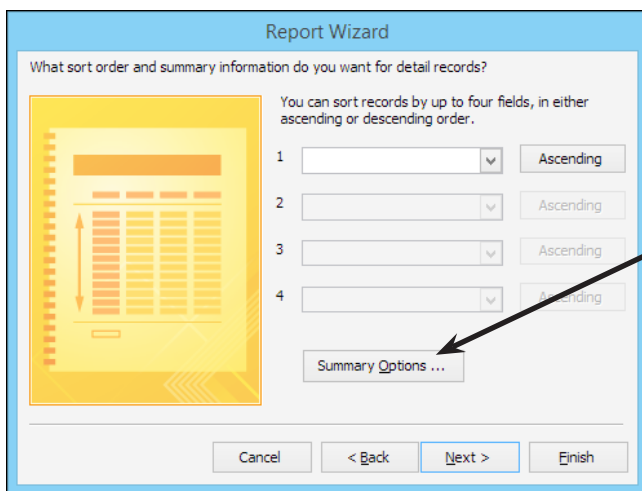 Report Wizard
What sort order and summary information do you want for detail records?
You can sort records by up to four fields, in either
ascending or descending order.
1 Ascending
2 Ascending
3 Ascending
4 Ascending
Summary Options ...
Cancel < Back Next > Finish